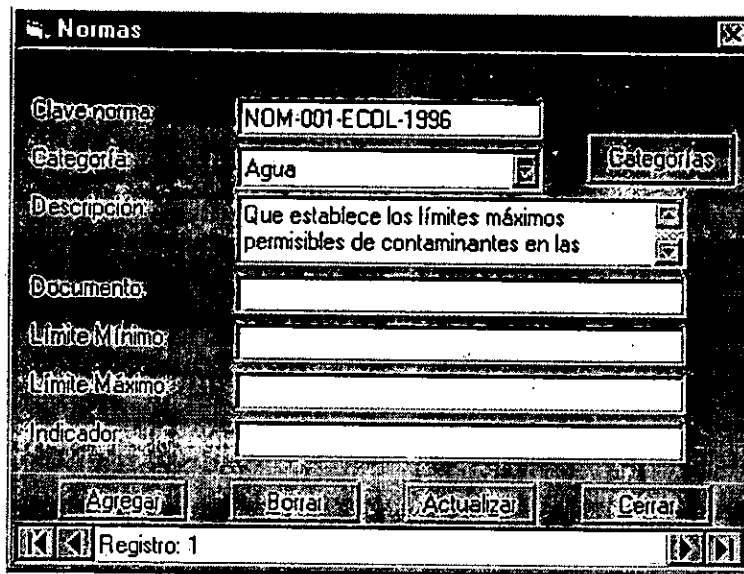 Normas
Clave norma: NOM-001-ECOL-1996
Categoría: Agua Categorías
Descripción: Que establece los límites máximos
permisibles de contaminantes en las
Documento:
Límite Mínimo:
Límite Máximo:
Indicador
Agregar Borrar Actualizar Cerrar
Registro: 1